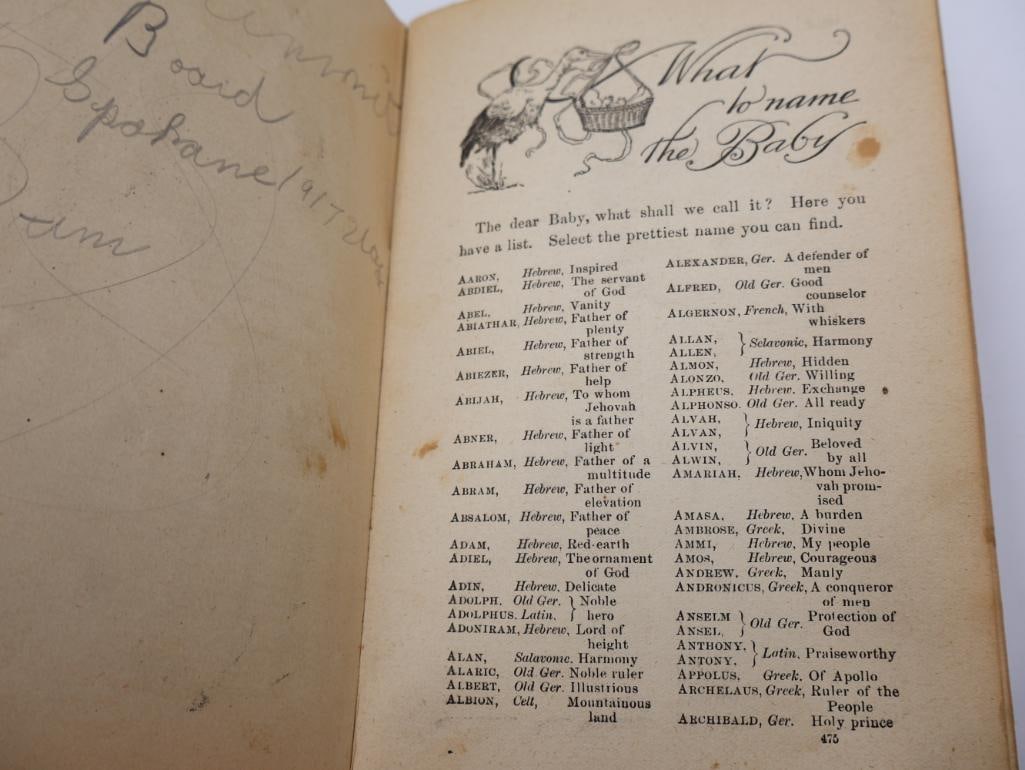 Board
Spokane
What
to name
the Baby
The dear Baby, what shall we call it? Here you
have a list. Select the prettiest name you can find.
AARON, Hebrew, Inspired
ABDIEL, Hebrew, The servant
of God
ABEL, Hebrew, Vanity
ABIATHAR, Hebrew, Father of
plenty
ABIEL, Hebrew, Father of
strength
ABIEZER, Hebrew, Father of
help
ABIJAH, Hebrew, To whom
Jehovah
is a father
ABNER, Hebrew, Father of
light
ABRAHAM, Hebrew, Father of a
multitude
ABRAM, Hebrew, Father of
elevation
ABSALOM, Hebrew, Father of
peace
ADAM, Hebrew, Red-earth
ADIEL, Hebrew, The ornament
of God
ADIN, Hebrew, Delicate
ADOLPH, Old Ger. } Noble
ADOLPHUS, Latin, } hero
ADONIRAM, Hebrew, Lord of
height
ALAN, Salavonic, Harmony
ALARIC, Old Ger. Noble ruler
ALBERT, Old Ger. Illustrious
ALBION, Celt, Mountainous
land
ALEXANDER, Ger. A defender of
men
ALFRED, Old Ger. Good
counselor
ALGERNON, French, With
whiskers
ALLAN,
ALLEN, } Sclavonic, Harmony
ALMON, Hebrew, Hidden
ALONZO, Old Ger. Willing
ALPHEUS, Hebrew. Exchange
ALPHONSO. Old Ger. All ready
ALVAH,
ALVAN, } Hebrew, Iniquity
ALVIN,
ALWIN, } Old Ger. Beloved
by all
AMARIAH, Hebrew, Whom Jeho-
vah prom-
ised
AMASA, Hebrew, A burden
AMBROSE, Greek, Divine
AMMI, Hebrew, My people
AMOS, Hebrew, Courageous
ANDREW, Greek, Manly
ANDRONICUS, Greek, A conqueror
of men
ANSELM
ANSEL, } Old Ger. Protection of
God
ANTHONY,
ANTONY, } Latin, Praiseworthy
APPOLUS, Greek. Of Apollo
ARCHELAUS, Greek, Ruler of the
People
ARCHIBALD, Ger. Holy prince
475